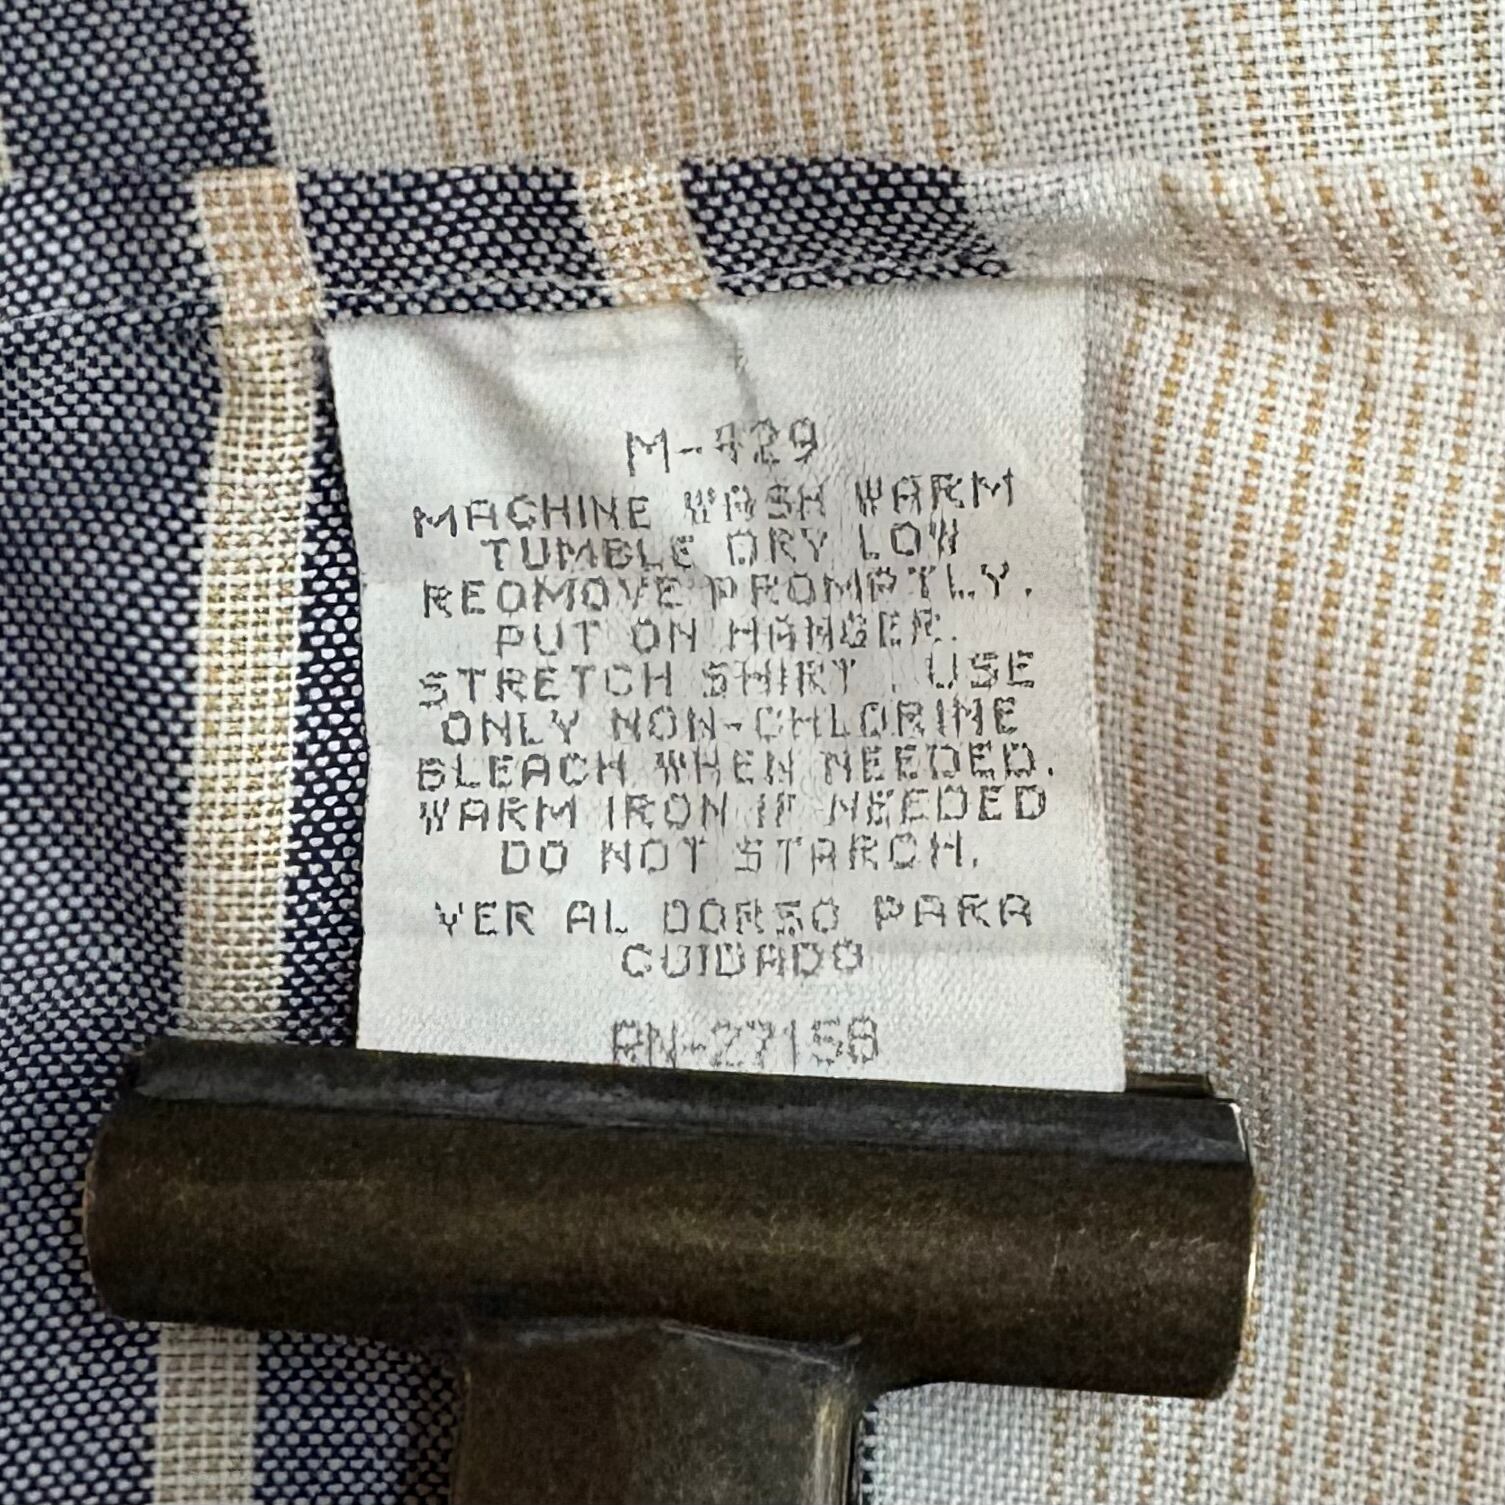 M-429
MACHINE WASH WARM
TUMBLE DRY LOW
REOMOVE PROMPTLY.
PUT ON HANGER.
STRETCH SHIRT. USE
ONLY NON-CHLORINE
BLEACH WHEN NEEDED.
WARM IRON IF NEEDED
DO NOT STARCH.
VER AL DORSO PARA
CUIDADO
RN-27158